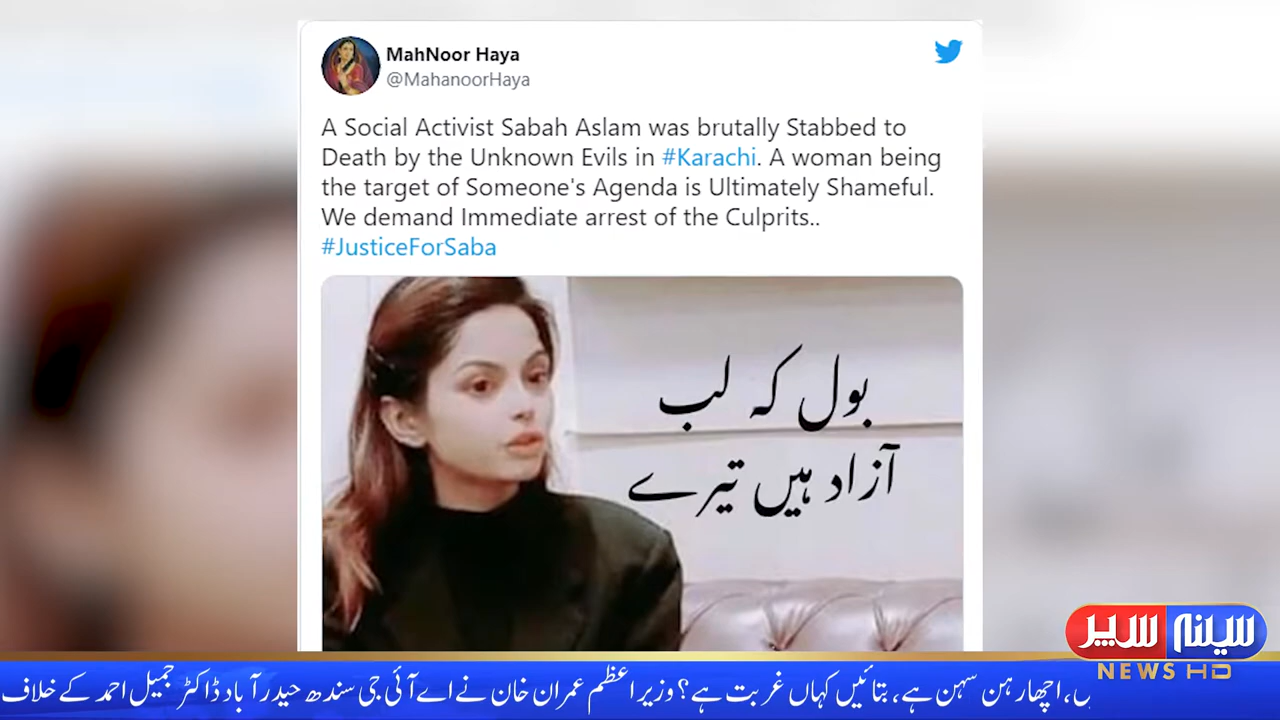 MahNoor Haya
@MahanoorHaya
A Social Activist Sabah Aslam was brutally Stabbed to
Death by the Unknown Evils in #Karachi. A woman being
the target of Someone's Agenda is Ultimately Shameful.
We demand Immediate arrest of the Culprits..
#JusticeForSaba
بول کہ لب
آزاد ہیں تیرے
سینہ سپر
NEWS HD
اچھا رہن سہن ہے، بتائیں کہاں غربت ہے؟ وزیراعظم عمران خان نے اے آئی جی سندھ حیدرآباد ڈاکٹر جمیل احمد کے خلاف